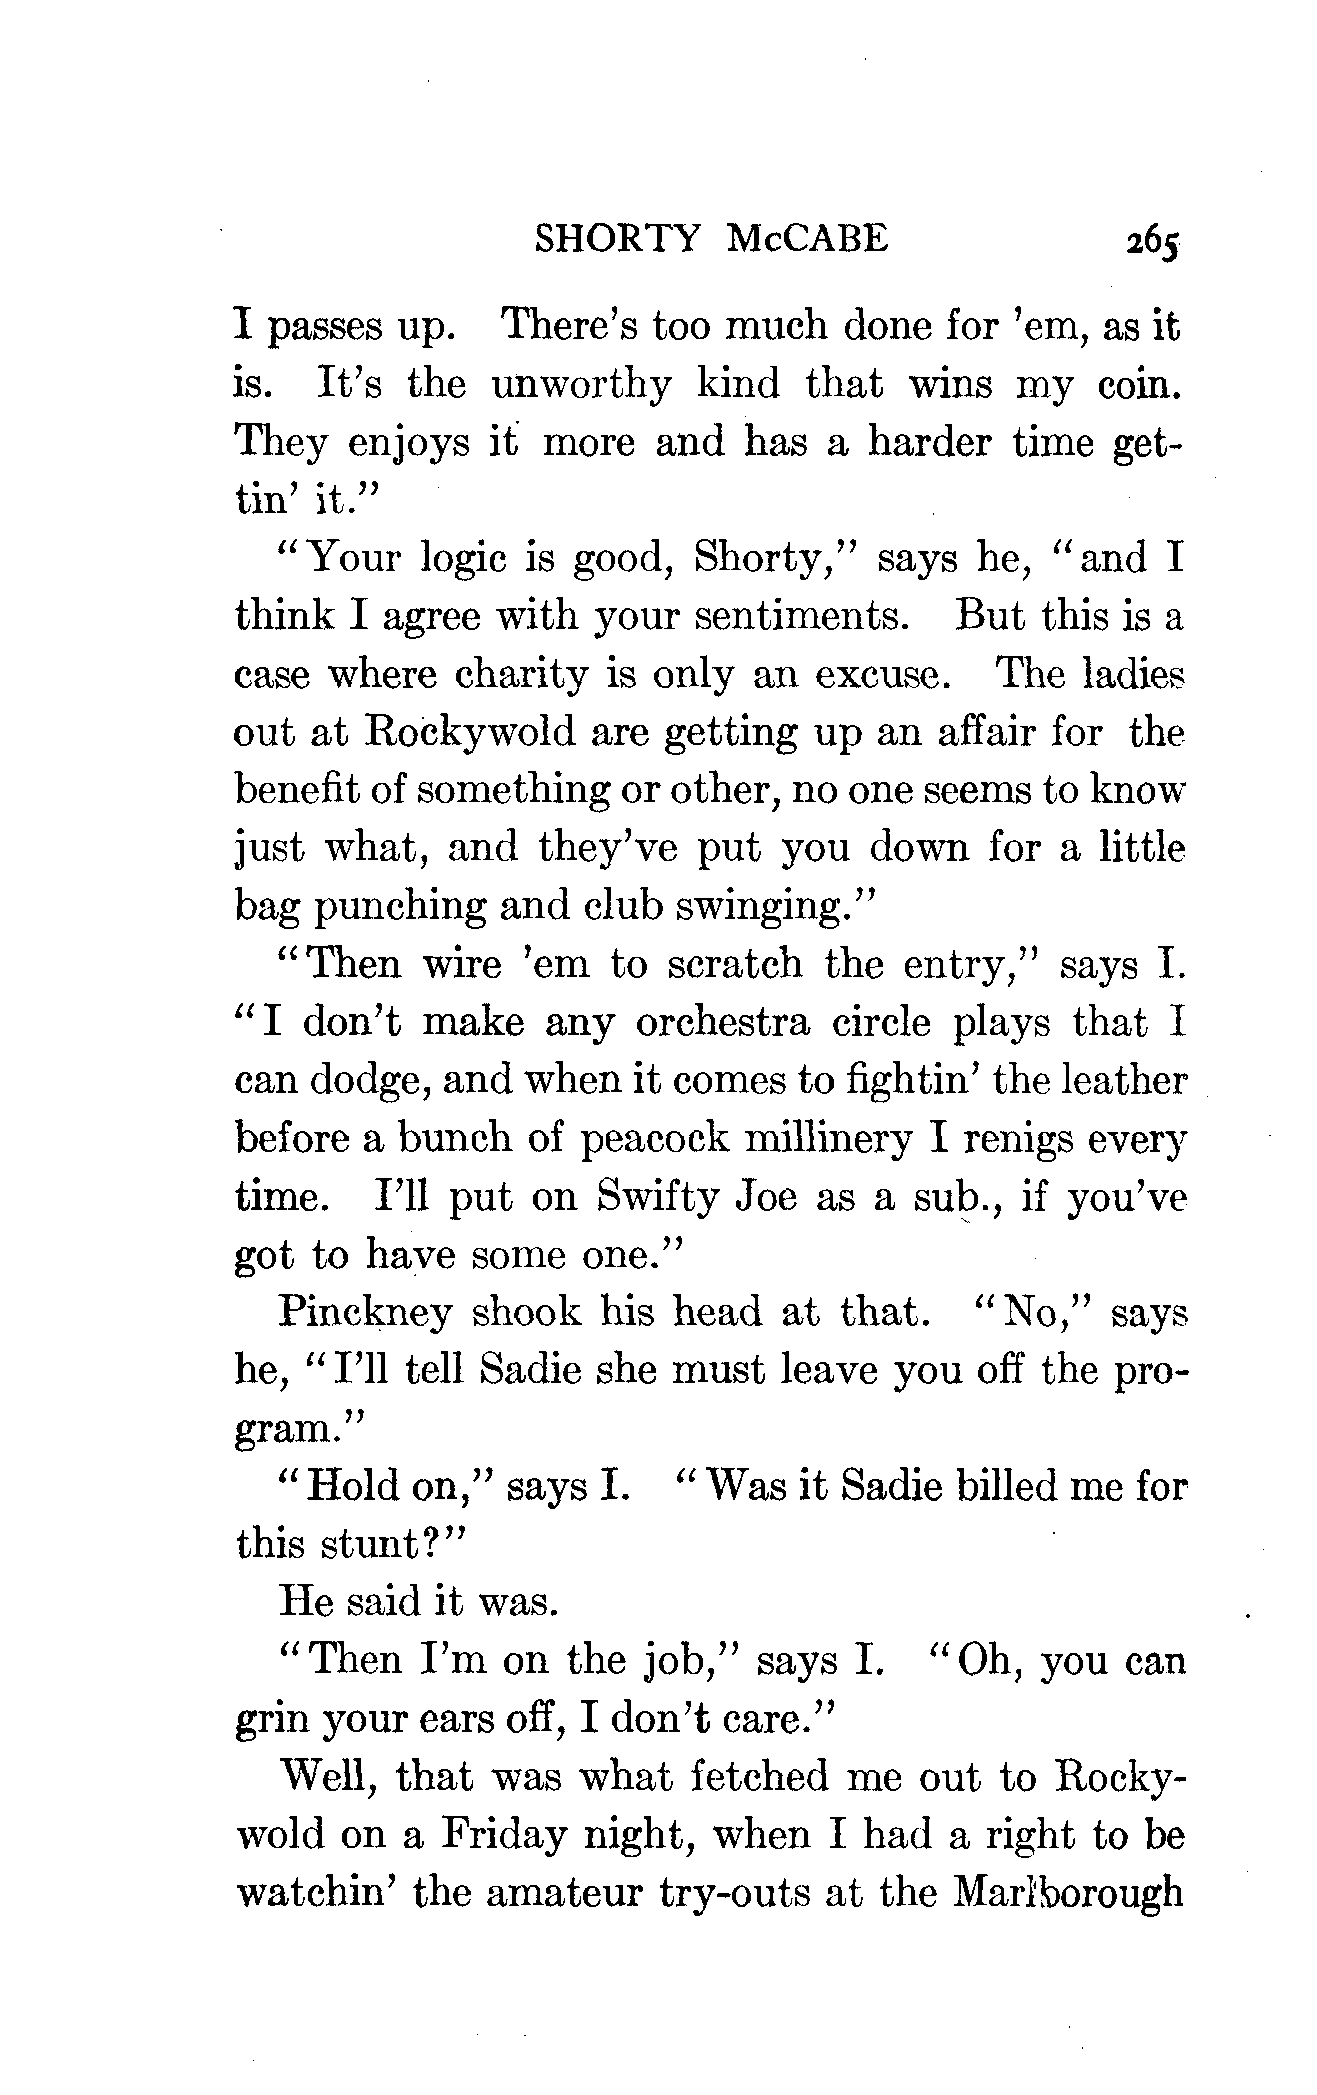 SHORTY McCABE 265
I passes up. There's too much done for 'em, as it
is. It's the unworthy kind that wins my coin.
They enjoys it more and has a harder time get-
tin' it."
"Your logic is good, Shorty," says he, "and I
think I agree with your sentiments. But this is a
case where charity is only an excuse. The ladies
out at Rockywold are getting up an affair for the
benefit of something or other, no one seems to know
just what, and they've put you down for a little
bag punching and club swinging."
"Then wire 'em to scratch the entry," says I.
"I don't make any orchestra circle plays that I
can dodge, and when it comes to fightin' the leather
before a bunch of peacock millinery I renigs every
time. I'll put on Swifty Joe as a sub., if you've
got to have some one."
Pinckney shook his head at that. "No," says
he, "I'll tell Sadie she must leave you off the pro-
gram."
"Hold on," says I. "Was it Sadie billed me for
this stunt?"
He said it was.
"Then I'm on the job," says I. "Oh, you can
grin your ears off, I don't care."
Well, that was what fetched me out to Rocky-
wold on a Friday night, when I had a right to be
watchin' the amateur try-outs at the Marlborough